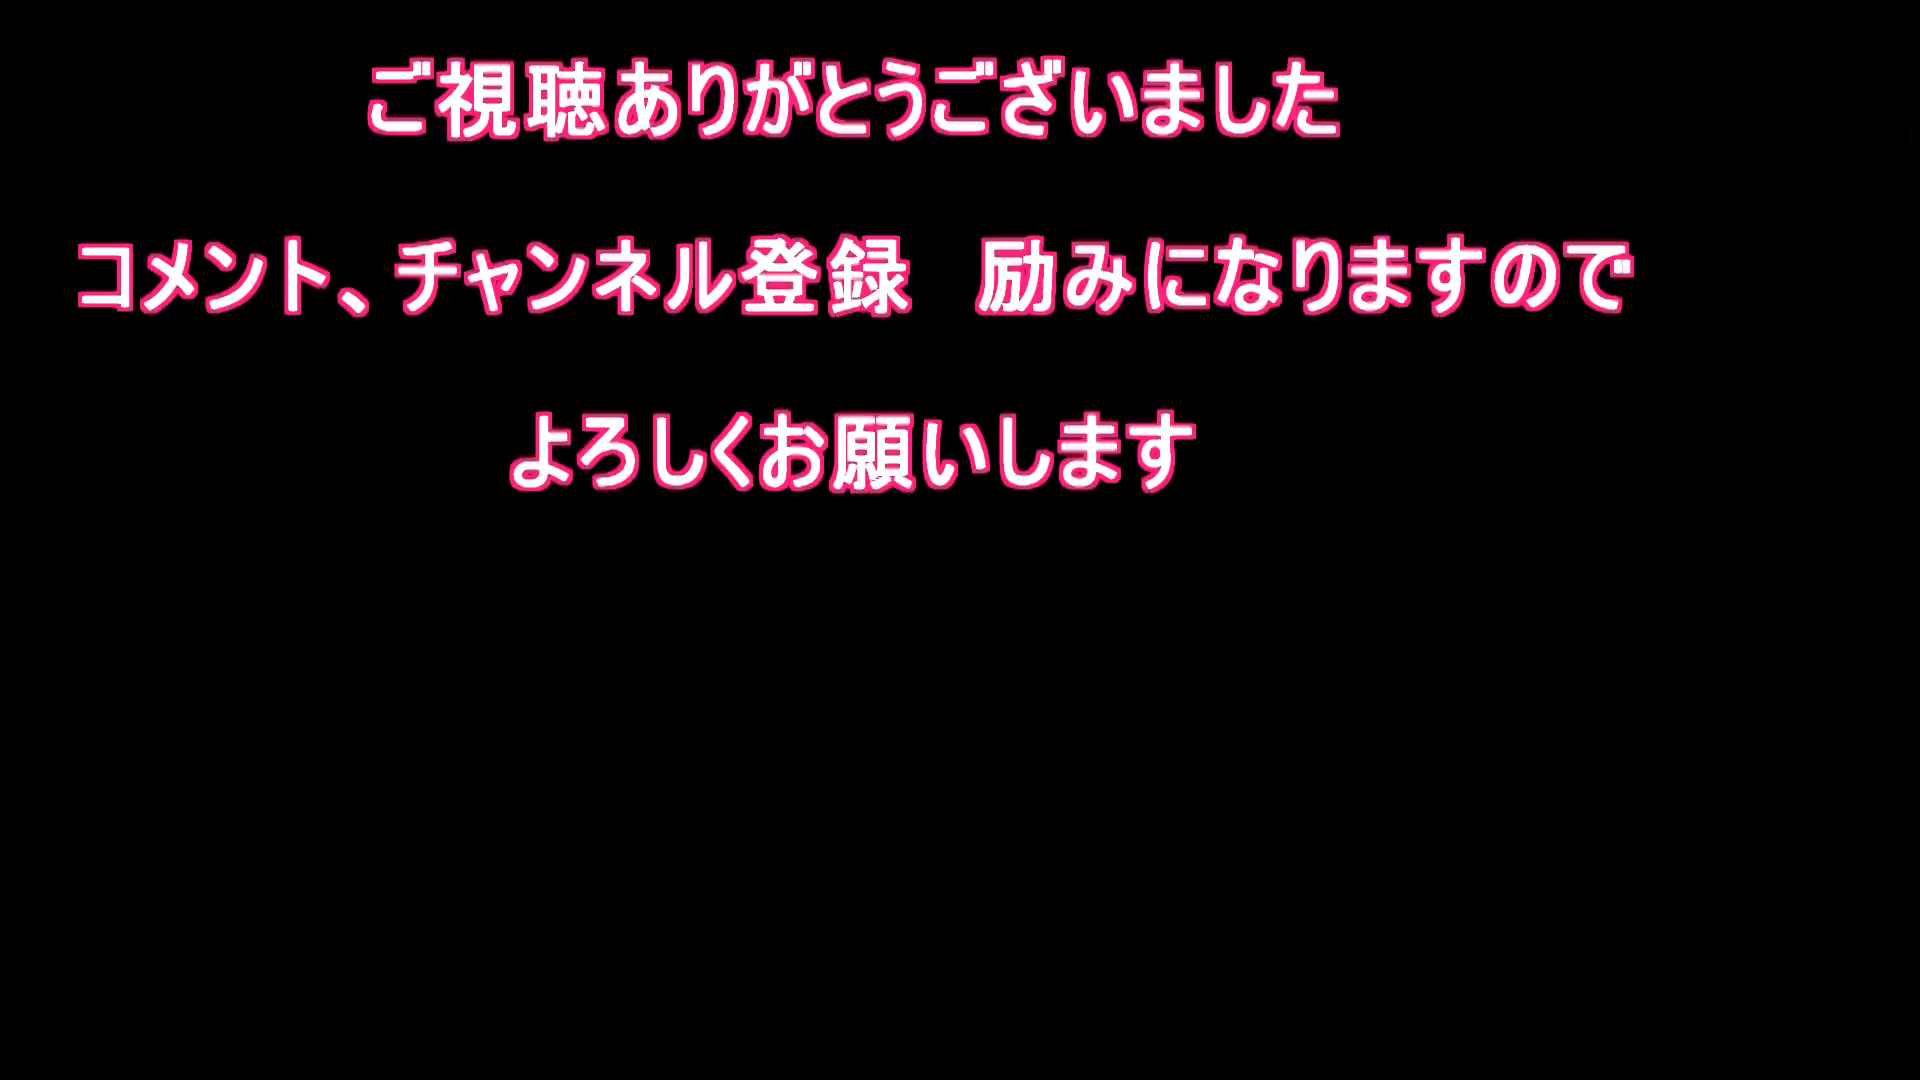 ご視聴ありがとうございました
コメント、チャンネル登録　励みになりますので
よろしくお願いします